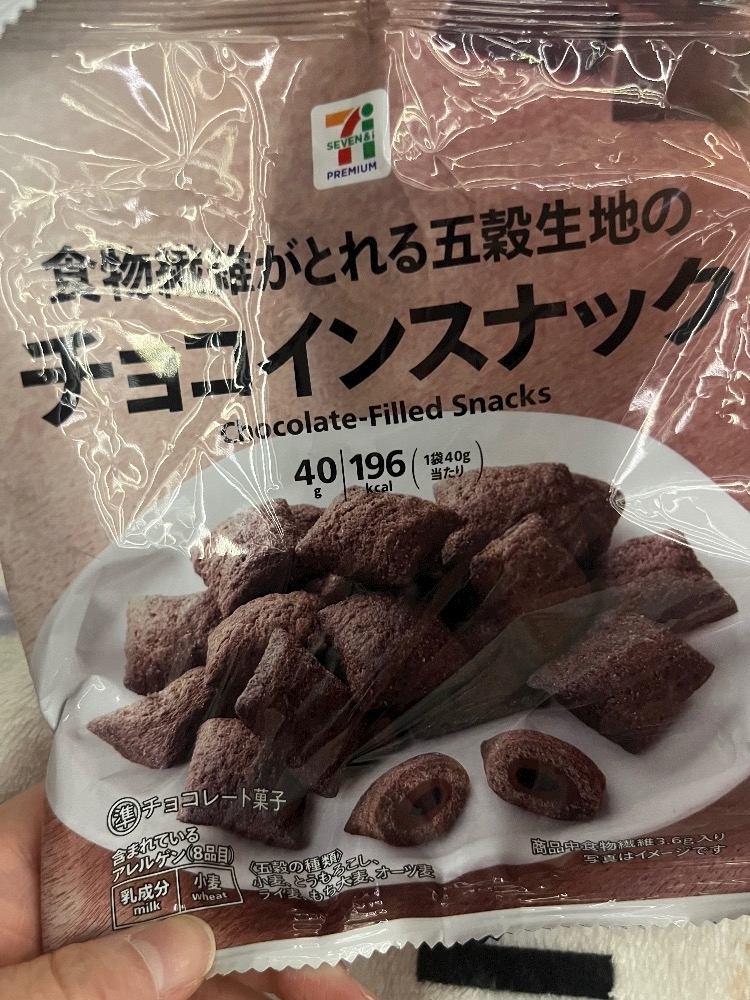 SEVEN&i
PREMIUM
食物繊維がとれる五穀生地の
チョコインスナック
Chocolate-Filled Snacks
40g 196kcal (1袋40g当たり)
準チョコレート菓子
含まれている
アレルゲン(8品目)
乳成分 小麦
milk Wheat
〈五穀の種類〉
小麦、とうもろこし、
ライ麦、もち大麦、オーツ麦
商品中食物繊維3.6g入り
写真はイメージです